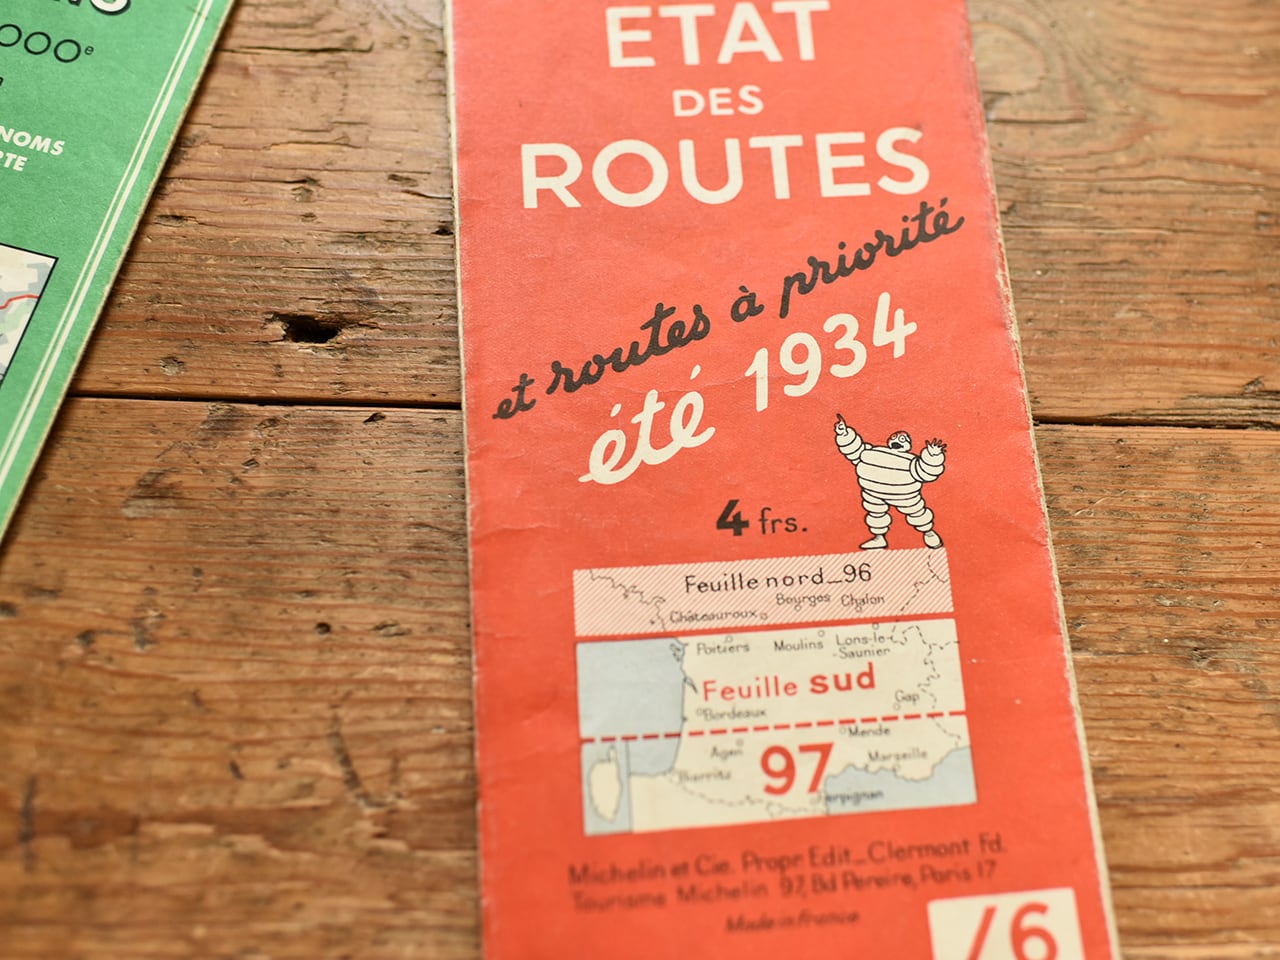 000e
NOMS
RTE
ETAT
DES
ROUTES
et routes à priorité
été 1934
4 frs.
Feuille nord_96
Bourges Chalon
Châteauroux
Poitiers Moulins Lons-le-
-Saunier
Feuille sud
Gap
Bordeaux
Mende
Agen
Marseille
97
Biarritz
Perpignan
Michelin et Cie. Propr Edit_Clermont Fd.
Tourisme Michelin 97, Bd Pereire, Paris 17
Made in France